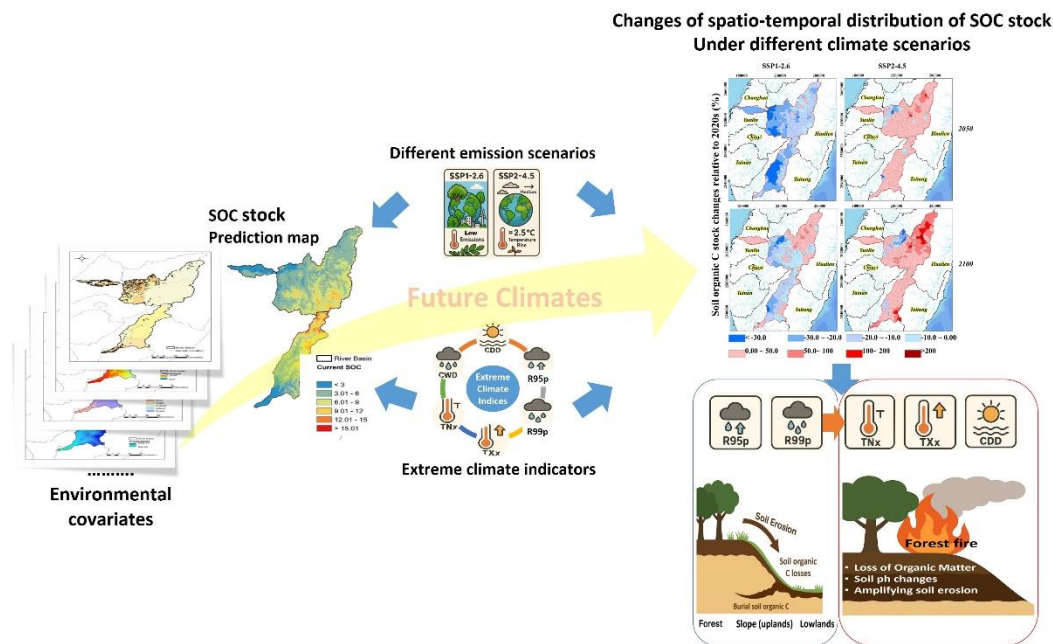 Changes of spatio-temporal distribution of SOC stock
Under different climate scenarios
SSP1-2.6
SSP2-4.5
Changhua
Yunlin
Chiayi
Tainan
Hualien
Taitung
2050
Soil organic C stock changes relative to 2020s (%)
Changhua
Yunlin
Hualien
Tainan
Taitung
2100
< -30.0
-30.0 ~ -20.0
-20.0 ~ -10.0
-10.0 ~ 0.00
0.00 ~ 50.0
50.0~ 100
100~ 200
>200
Different emission scenarios
SSP1-2.6
Low
Emissions
SSP2-4.5
Medium
≈2.5°C
Temperature
Rise
SOC stock
Prediction map
Future Climates
River Basin
Current SOC
< 3
3.01 - 6
6.01 - 9
9.01 - 12
12.01 - 15
> 15.01
CDD
CWD
R95p
Extreme
Climate
Indices
TNx
R99p
TXx
Extreme climate indicators
.........
Environmental
covariates
R95p
R99p
T
TNx
TXx
CDD
Soil Erosion
Soil organic
C losses
Burial soil organic C
Forest
Slope (uplands)
Lowlands
Forest fire
• Loss of Organic Matter
• Soil ph changes
• Amplifying soil erosion